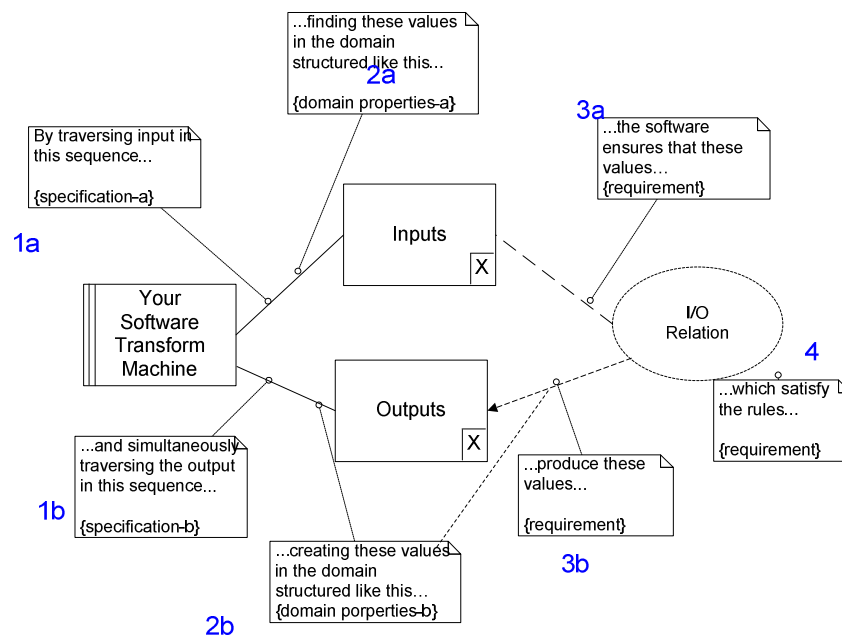 ...finding these values
in the domain
structured like this...
{domain properties-a}
2a
3a
...the software
ensures that these
values...
{requirement}
By traversing input in
this sequence...
{specification-a}
1a
Inputs
X
Your
Software
Transform
Machine
I/O
Relation
4
Outputs
X
...which satisfy
the rules...
{requirement}
...and simultaneously
traversing the output
in this sequence...
{specification-b}
1b
...produce these
values...
{requirement}
3b
...creating these values
in the domain
structured like this...
{domain porperties-b}
2b